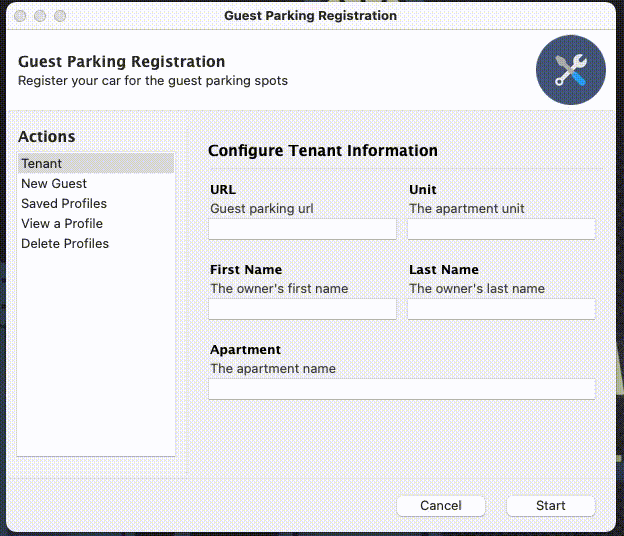 Guest Parking Registration
Guest Parking Registration
Register your car for the guest parking spots
Actions
Tenant
New Guest
Saved Profiles
View a Profile
Delete Profiles
Configure Tenant Information
URL
Unit
Guest parking url
The apartment unit
First Name
Last Name
The owner's first name
The owner's last name
Apartment
The apartment name
Cancel
Start